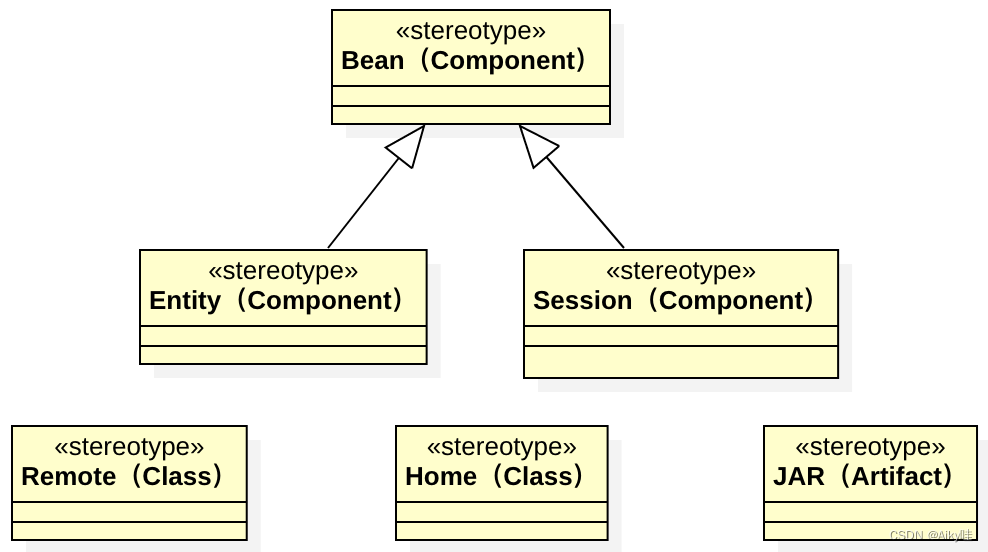 «stereotype»
Bean（Component）
«stereotype»
Entity（Component）
«stereotype»
Session（Component）
«stereotype»
Remote（Class）
«stereotype»
Home（Class）
«stereotype»
JAR（Artifact）
CSDN @Aiky哇